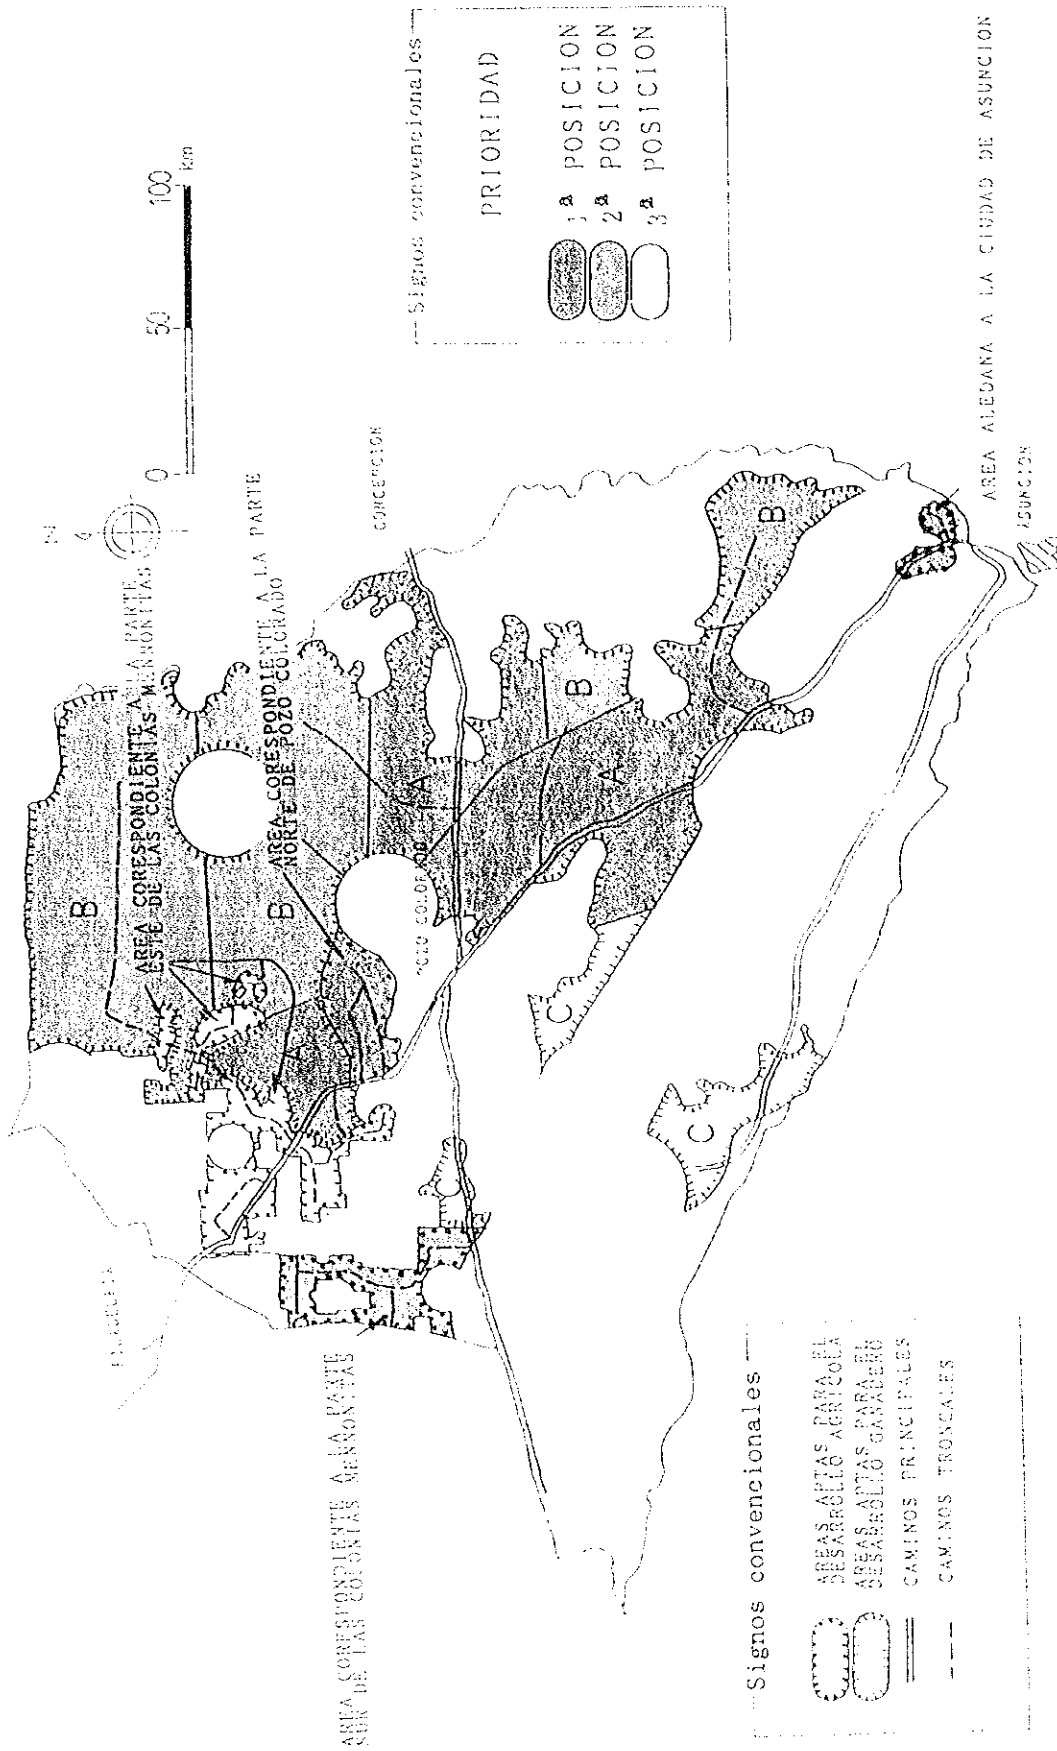 N
0 50 100 km
Signos convencionales
PRIORIDAD
1ª POSICION
2ª POSICION
3ª POSICION
AREA CORESPONDIENTE A LA PARTE
ESTE DE LAS COLONIAS MENNONITAS
AREA CORESPONDIENTE A LA PARTE
NORTE DE POZO COLORADO
CONCEPCION
B
B
A
A
POZO COLORADO
A
B
B
C
C
AREA CORESPONDIENTE A LA PARTE
SUR DE LAS COLONIAS MENNONITAS
AREA ALEDAÑA A LA CIUDAD DE ASUNCION
ASUNCION
Signos convencionales
AREAS APTAS PARA EL
DESARROLLO AGRICOLA
AREAS APTAS PARA EL
DESARROLLO GANADERO
CAMINOS PRINCIPALES
CAMINOS TRONCALES